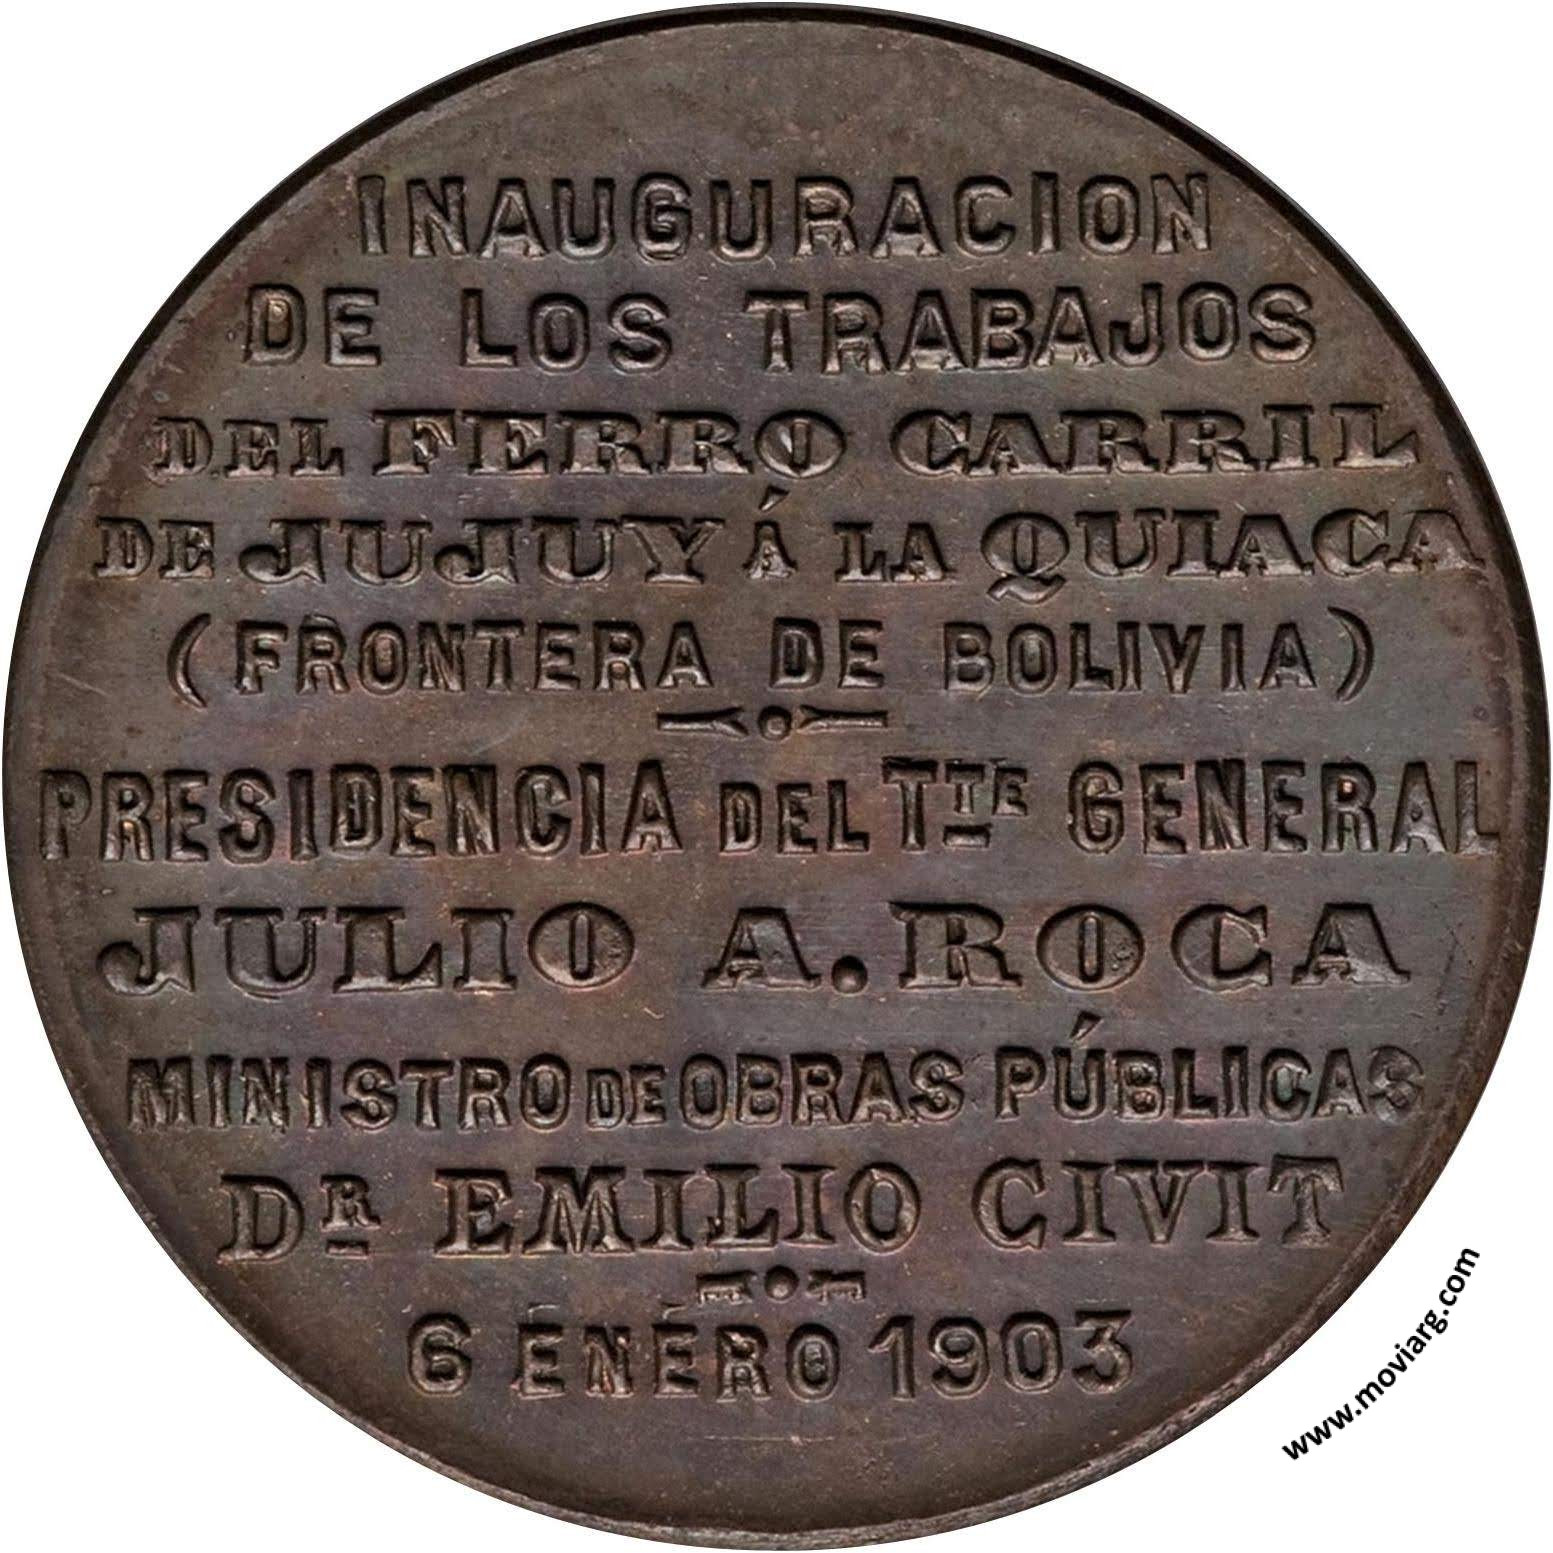 INAUGURACION
DE LOS TRABAJOS
DEL FERRO CARRIL
DE JUJUY Á LA QUIACA
(FRONTERA DE BOLIVIA)
PRESIDENCIA DEL TTE GENERAL
JULIO A. ROCA
MINISTRO DE OBRAS PÚBLICAS
DR EMILIO CIVIT
6 ENERO 1903
www.moviarg.com